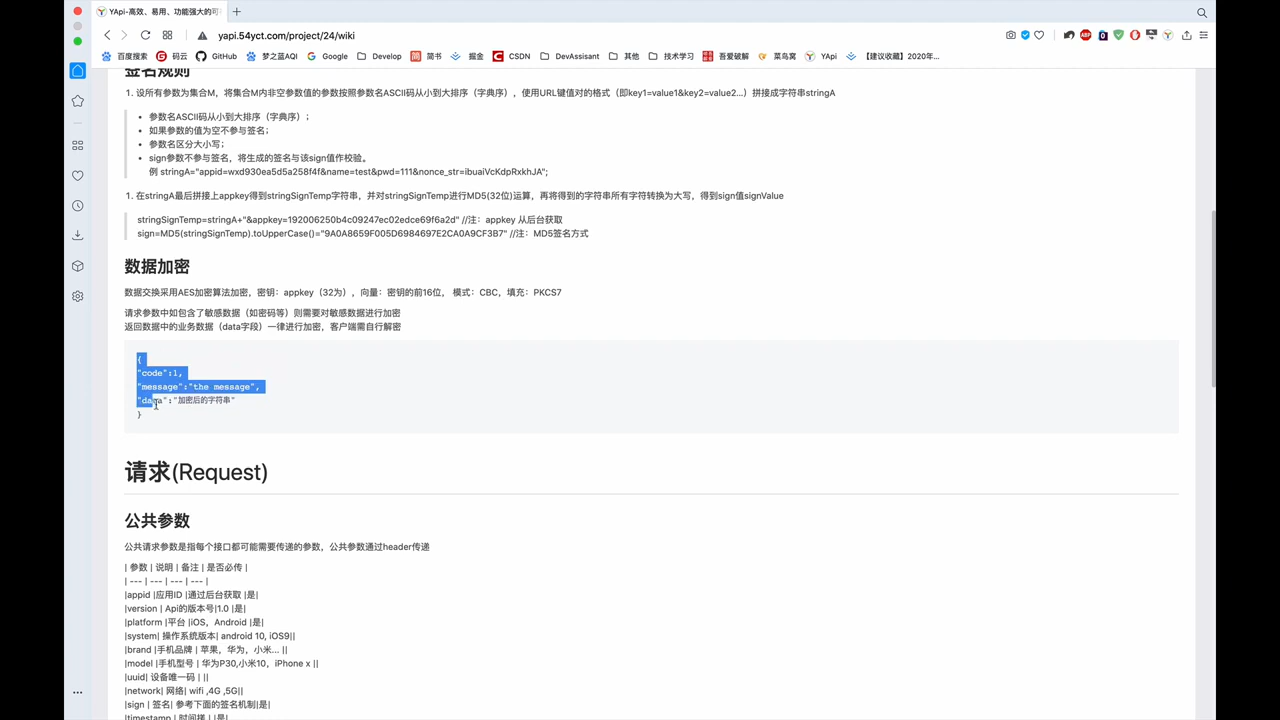 YApi-高效、易用、功能强大的可
yapi.54yct.com/project/24/wiki
百度搜索 码云 GitHub 梦之蓝AQI Google Develop 简书 掘金 CSDN DevAssisant 其他 技术学习 吾爱破解 菜鸟窝 YApi 【建议收藏】2020年...
签名规则
1. 设所有参数为集合M，将集合M内非空参数值的参数按照参数名ASCII码从小到大排序（字典序），使用URL键值对的格式（即key1=value1&key2=value2...）拼接成字符串stringA
• 参数名ASCII码从小到大排序（字典序）；
• 如果参数的值为空不参与签名；
• 参数名区分大小写；
• sign参数不参与签名，将生成的签名与该sign值作校验。
例 stringA="appid=wxd930ea5d5a258f4f&name=test&pwd=111&nonce_str=ibuaiVcKdpRxkhJA";
1. 在stringA最后拼接上appkey得到stringSignTemp字符串，并对stringSignTemp进行MD5(32位)运算，再将得到的字符串所有字符转换为大写，得到sign值signValue
stringSignTemp=stringA+"&appkey=192006250b4c09247ec02edce69f6a2d" //注：appkey 从后台获取
sign=MD5(stringSignTemp).toUpperCase()="9A0A8659F005D6984697E2CA0A9CF3B7" //注：MD5签名方式
数据加密
数据交换采用AES加密算法加密，密钥：appkey（32为），向量：密钥的前16位， 模式：CBC，填充：PKCS7
请求参数中如包含了敏感数据（如密码等）则需要对敏感数据进行加密
返回数据中的业务数据（data字段）一律进行加密，客户端需自行解密
{
"code":1,
"message":"the message",
"data":"加密后的字符串"
}
请求(Request)
公共参数
公共请求参数是指每个接口都可能需要传递的参数，公共参数通过header传递
| 参数 | 说明 | 备注 | 是否必传 |
| --- | --- | --- | --- |
|appid |应用ID |通过后台获取 |是|
|version | Api的版本号|1.0 |是|
|platform |平台 |iOS，Android |是|
|system| 操作系统版本| android 10, iOS9||
|brand |手机品牌 | 苹果，华为，小米... ||
|model |手机型号 | 华为P30,小米10，iPhone x ||
|uuid| 设备唯一码 | ||
|network| 网络| wifi ,4G ,5G||
|sign | 签名| 参考下面的签名机制|是|
|timestamp | 时间搓 | |是|